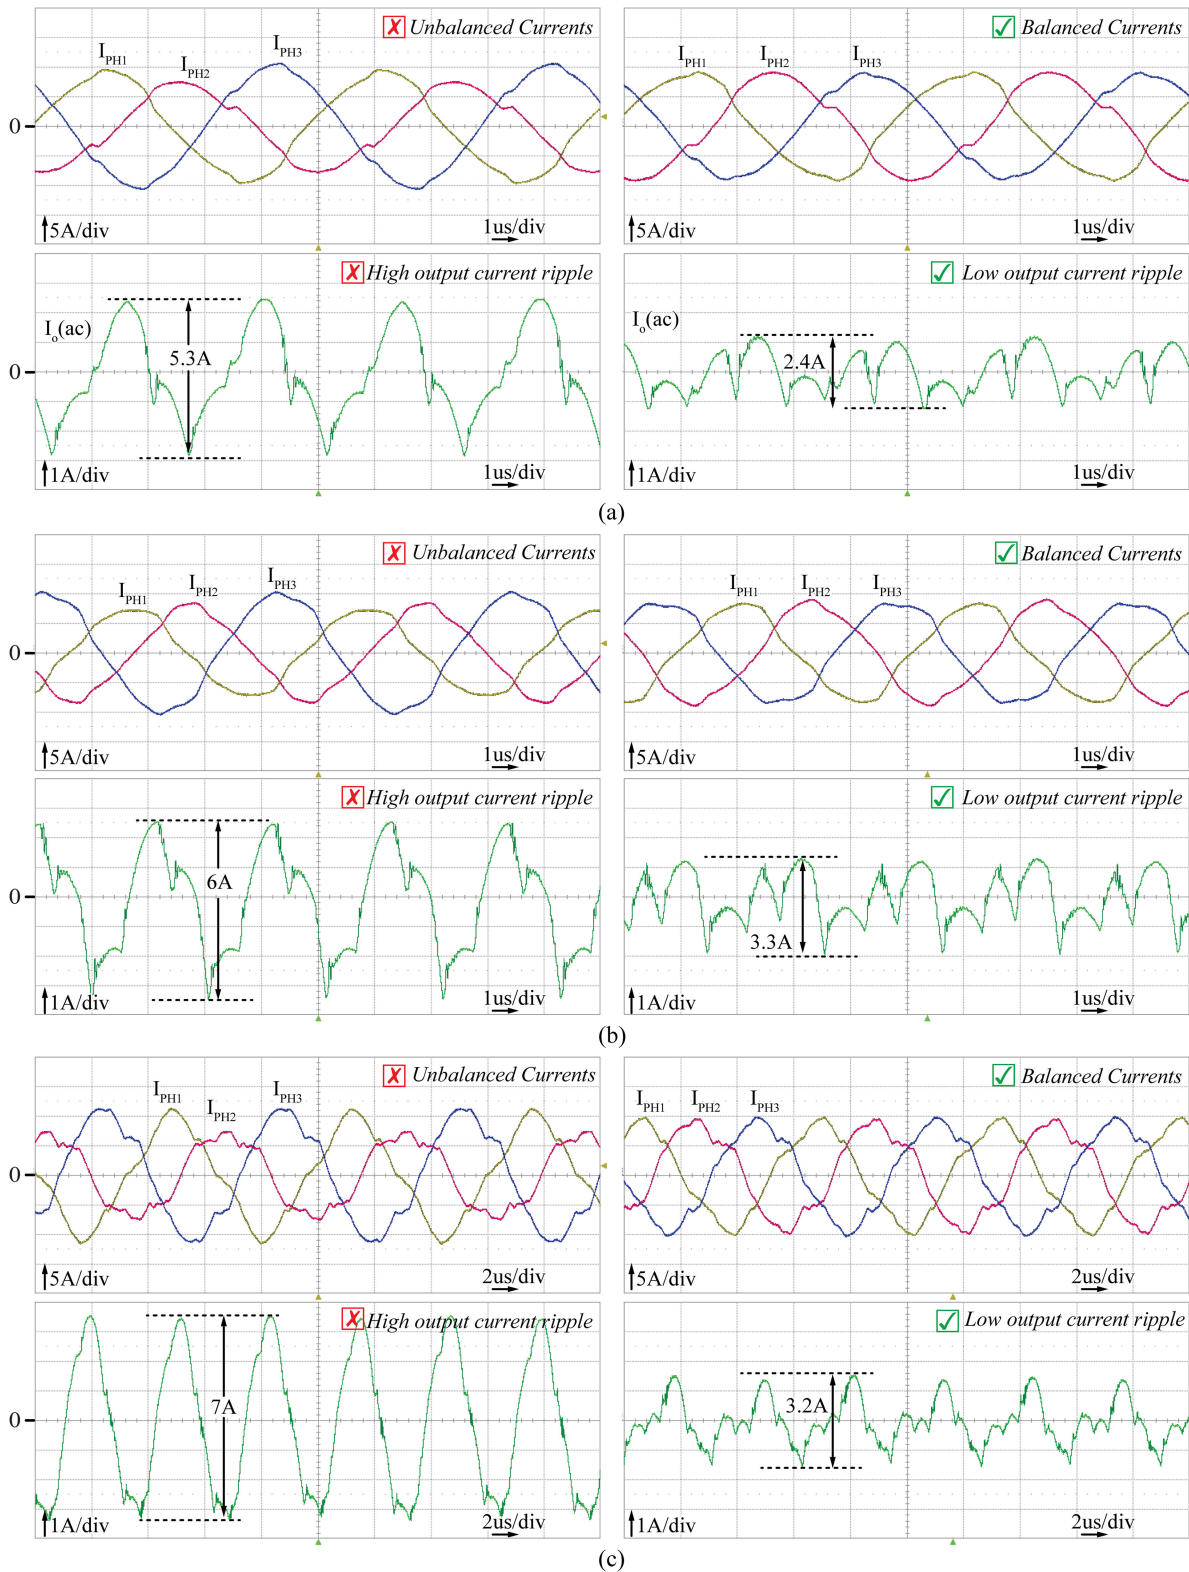 ✗ Unbalanced Currents
I_PH1 I_PH2 I_PH3
0
5A/div 1us/div
✓ Balanced Currents
I_PH1 I_PH2 I_PH3
5A/div 1us/div
✗ High output current ripple
I_o(ac)
5.3A
0
1A/div 1us/div
✓ Low output current ripple
I_o(ac)
2.4A
0
1A/div 1us/div
(a)
✗ Unbalanced Currents
I_PH1 I_PH2 I_PH3
0
5A/div 1us/div
✓ Balanced Currents
I_PH1 I_PH2 I_PH3
5A/div 1us/div
✗ High output current ripple
6A
0
1A/div 1us/div
✓ Low output current ripple
3.3A
1A/div 1us/div
(b)
✗ Unbalanced Currents
I_PH1 I_PH2 I_PH3
0
5A/div 2us/div
✓ Balanced Currents
I_PH1 I_PH2 I_PH3
5A/div 2us/div
✗ High output current ripple
7A
0
1A/div 2us/div
✓ Low output current ripple
3.2A
1A/div 2us/div
(c)